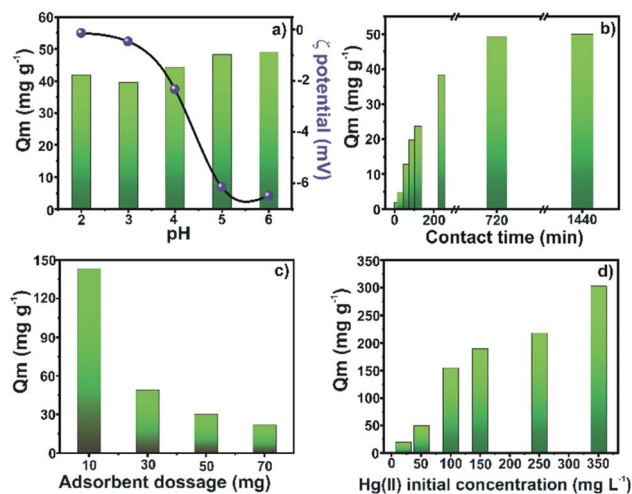 a)
Qm (mg g⁻¹)
60
50
40
30
20
10
0
0
-2
-4
-6
ζ potential (mV)
2 3 4 5 6
pH
b)
Qm (mg g⁻¹)
50
40
30
20
10
0
0 200 720 1440
Contact time (min)
c)
Qm (mg g⁻¹)
150
120
90
60
30
0
10 30 50 70
Adsorbent dossage (mg)
d)
Qm (mg g⁻¹)
350
300
250
200
150
100
50
0
0 50 100 150 200 250 300 350
Hg(II) initial concentration (mg L⁻¹)